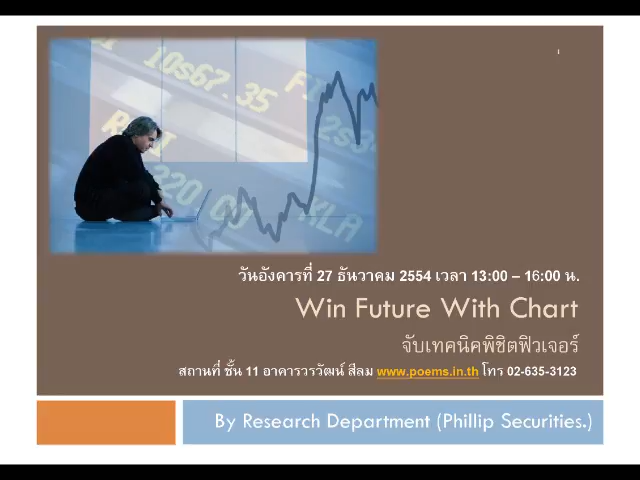 1
10s67.35
วันอังคารที่ 27 ธันวาคม 2554 เวลา 13:00 – 16:00 น.
Win Future With Chart
จับเทคนิคพิชิตฟิวเจอร์
สถานที่ ชั้น 11 อาคารวรวัฒน์ สีลม www.poems.in.th โทร 02-635-3123
By Research Department (Phillip Securities.)